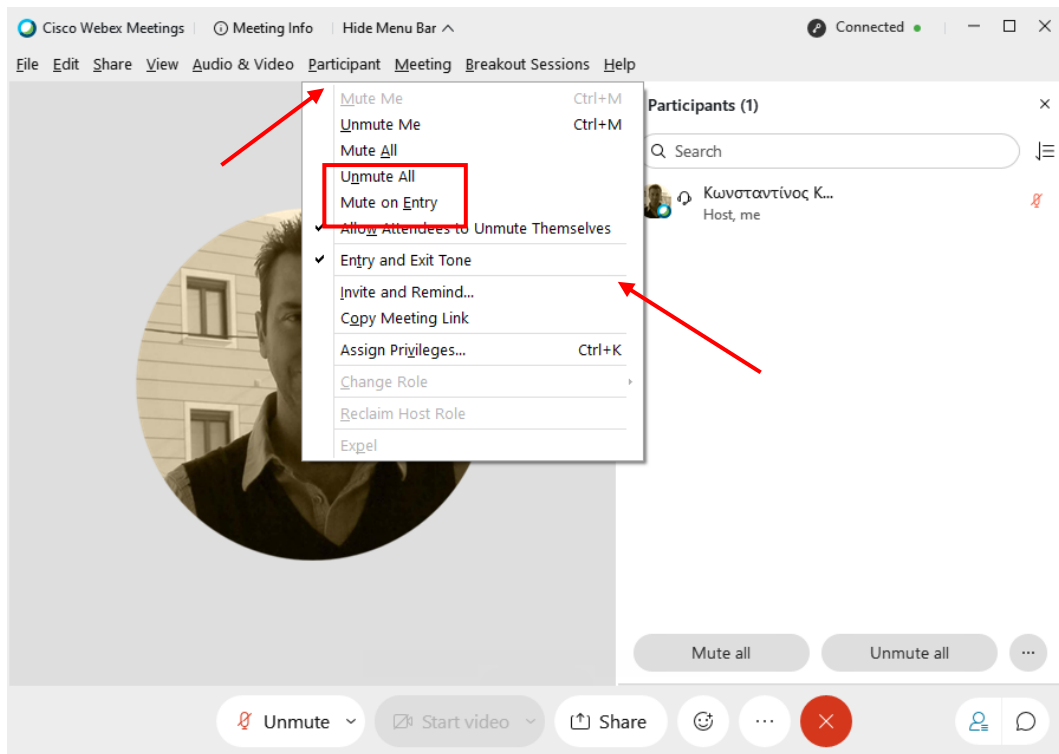 Cisco Webex Meetings Meeting Info Hide Menu Bar Connected
File Edit Share View Audio & Video Participant Meeting Breakout Sessions Help
Mute Me Ctrl+M
Unmute Me Ctrl+M
Mute All
Unmute All
Mute on Entry
Allow Attendees to Unmute Themselves
Entry and Exit Tone
Invite and Remind...
Copy Meeting Link
Assign Privileges... Ctrl+K
Change Role
Reclaim Host Role
Expel
Participants (1)
Search
Κωνσταντίνος Κ...
Host, me
Mute all Unmute all
Unmute Start video Share